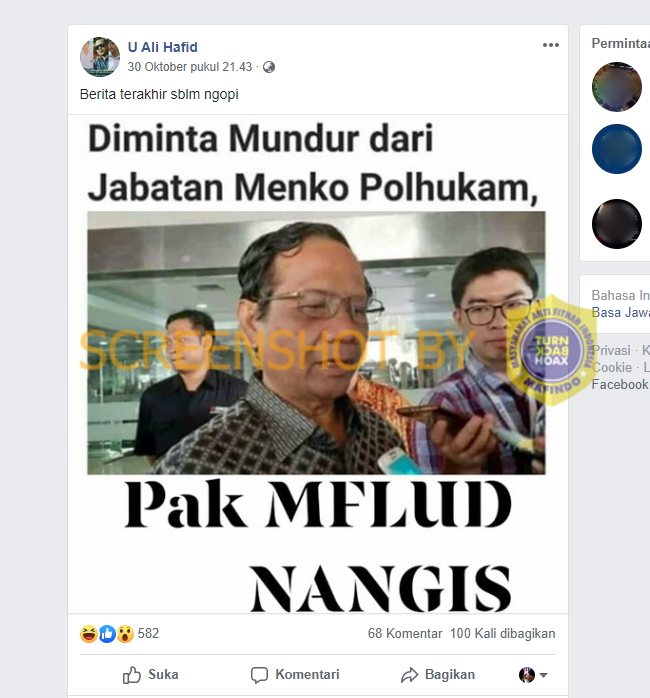 U Ali Hafid
30 Oktober pukul 21.43 ·
Berita terakhir sblm ngopi
Diminta Mundur dari
Jabatan Menko Polhukam,
SCREENSHOT BY
MASYARAKAT ANTI FITNAH INDONESIA
TURN
BACK
HOAX
MAFINDO
Pak MFLUD
NANGIS
582
68 Komentar 100 Kali dibagikan
Suka Komentari Bagikan
Permintaa
Bahasa In
Basa Jawa
Privasi · K
Cookie · L
Facebook